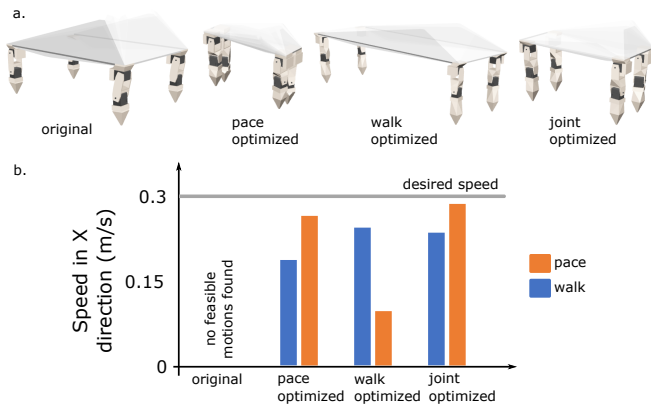 a.
original
pace
optimized
walk
optimized
joint
optimized
b.
Speed in X
direction (m/s)
0.3
0.15
0
desired speed
no feasible
motions found
pace
walk
original
pace
optimized
walk
optimized
joint
optimized